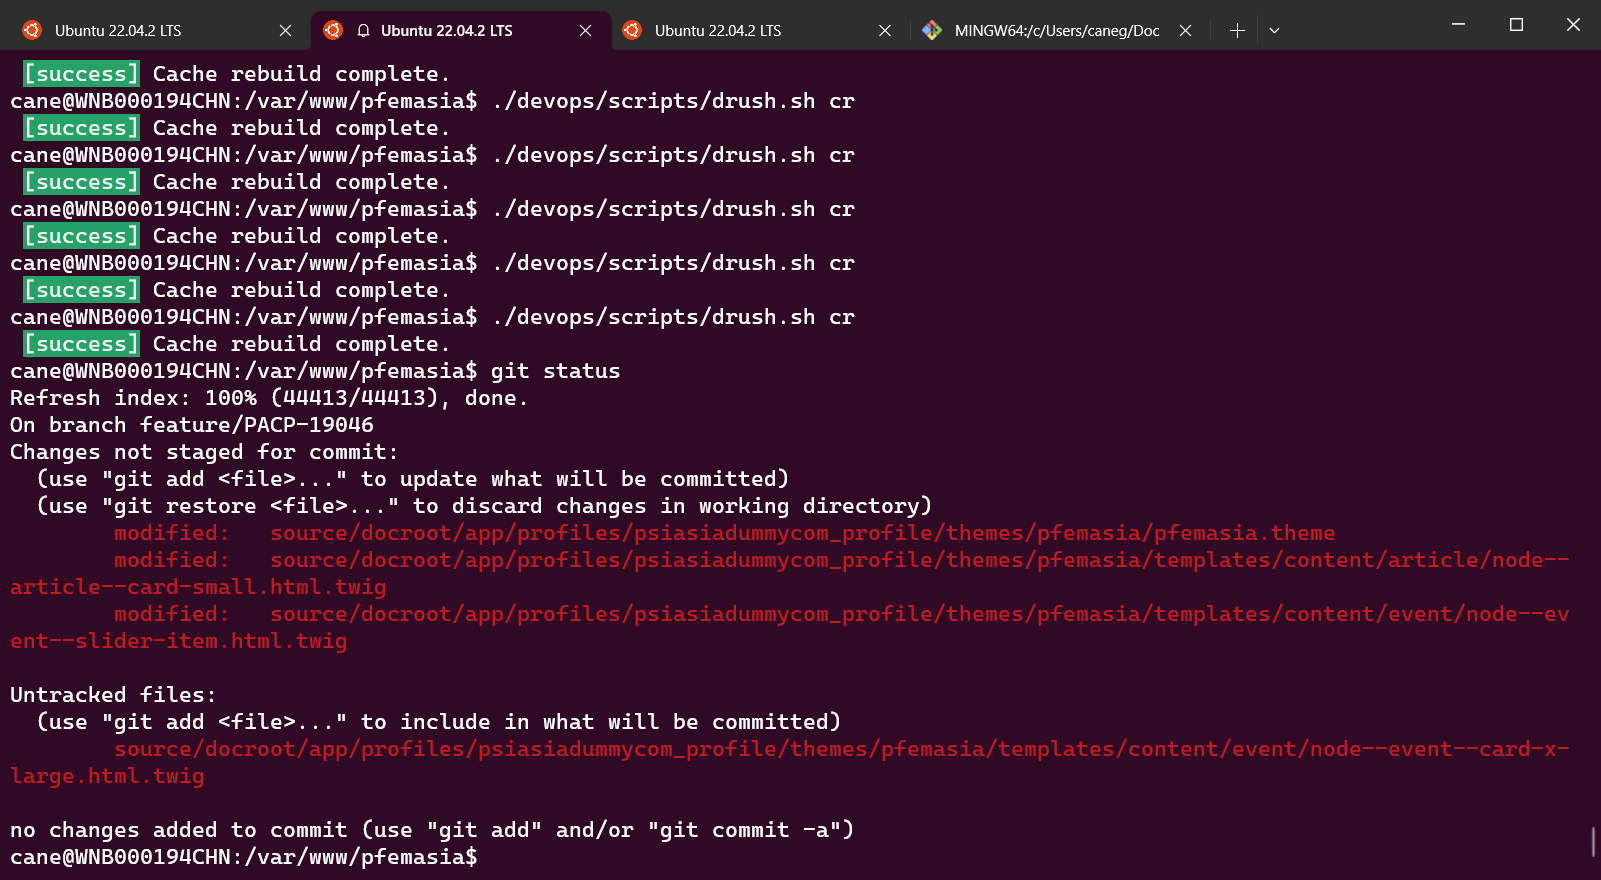 Ubuntu 22.04.2 LTS
Ubuntu 22.04.2 LTS
Ubuntu 22.04.2 LTS
MINGW64:/c/Users/caneg/Doc
[success] Cache rebuild complete.
cane@WNB000194CHN:/var/www/pfemasia$ ./devops/scripts/drush.sh cr
[success] Cache rebuild complete.
cane@WNB000194CHN:/var/www/pfemasia$ ./devops/scripts/drush.sh cr
[success] Cache rebuild complete.
cane@WNB000194CHN:/var/www/pfemasia$ ./devops/scripts/drush.sh cr
[success] Cache rebuild complete.
cane@WNB000194CHN:/var/www/pfemasia$ ./devops/scripts/drush.sh cr
[success] Cache rebuild complete.
cane@WNB000194CHN:/var/www/pfemasia$ ./devops/scripts/drush.sh cr
[success] Cache rebuild complete.
cane@WNB000194CHN:/var/www/pfemasia$ git status
Refresh index: 100% (44413/44413), done.
On branch feature/PACP-19046
Changes not staged for commit:
  (use "git add <file>..." to update what will be committed)
  (use "git restore <file>..." to discard changes in working directory)
        modified:   source/docroot/app/profiles/psiasiadummycom_profile/themes/pfemasia/pfemasia.theme
        modified:   source/docroot/app/profiles/psiasiadummycom_profile/themes/pfemasia/templates/content/article/node--
article--card-small.html.twig
        modified:   source/docroot/app/profiles/psiasiadummycom_profile/themes/pfemasia/templates/content/event/node--ev
ent--slider-item.html.twig
Untracked files:
  (use "git add <file>..." to include in what will be committed)
        source/docroot/app/profiles/psiasiadummycom_profile/themes/pfemasia/templates/content/event/node--event--card-x-
large.html.twig
no changes added to commit (use "git add" and/or "git commit -a")
cane@WNB000194CHN:/var/www/pfemasia$